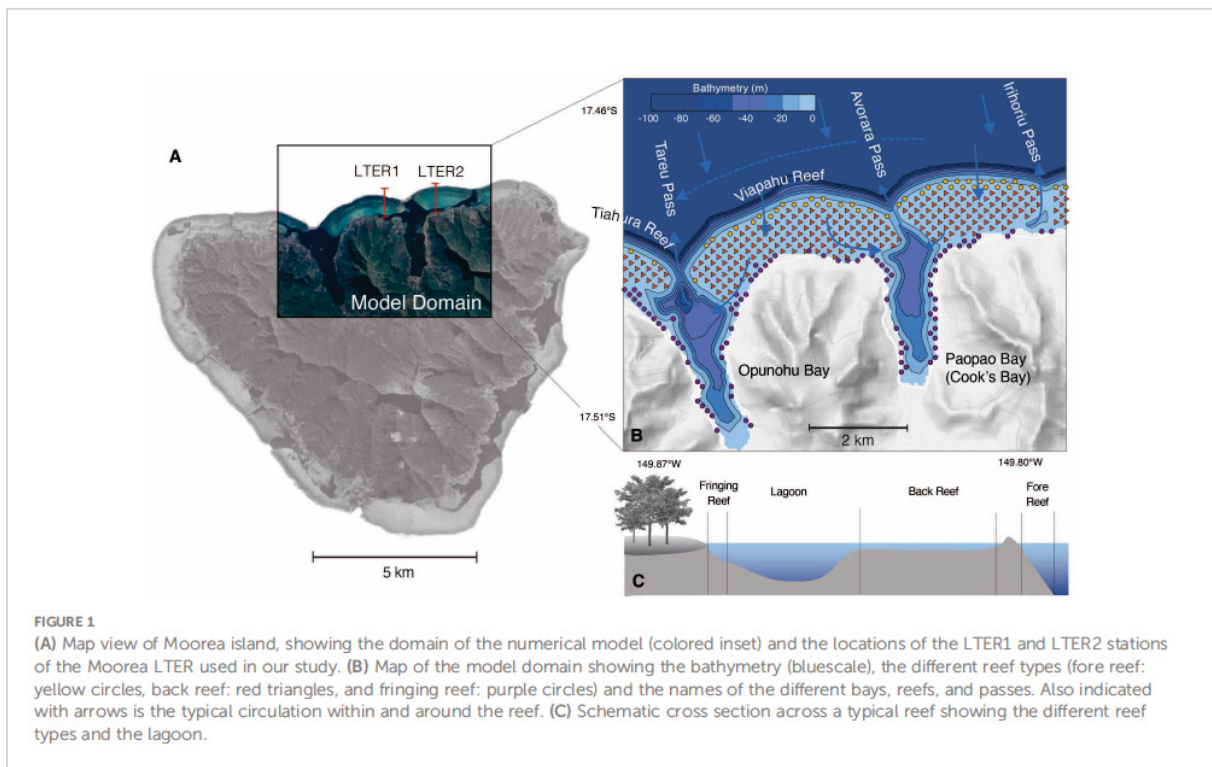 A
LTER1
LTER2
Model Domain
5 km
17.46°S
17.51°S
Bathymetry (m)
-100 -80 -60 -40 -20 0
Tareu Pass
Avorara Pass
Irihoriu Pass
Viapahu Reef
Tiahura Reef
Opunohu Bay
Paopao Bay
(Cook's Bay)
B
2 km
149.87°W
149.80°W
Fringing
Reef
Lagoon
Back Reef
Fore
Reef
C
FIGURE 1
(A) Map view of Moorea island, showing the domain of the numerical model (colored inset) and the locations of the LTER1 and LTER2 stations
of the Moorea LTER used in our study. (B) Map of the model domain showing the bathymetry (bluescale), the different reef types (fore reef:
yellow circles, back reef: red triangles, and fringing reef: purple circles) and the names of the different bays, reefs, and passes. Also indicated
with arrows is the typical circulation within and around the reef. (C) Schematic cross section across a typical reef showing the different reef
types and the lagoon.